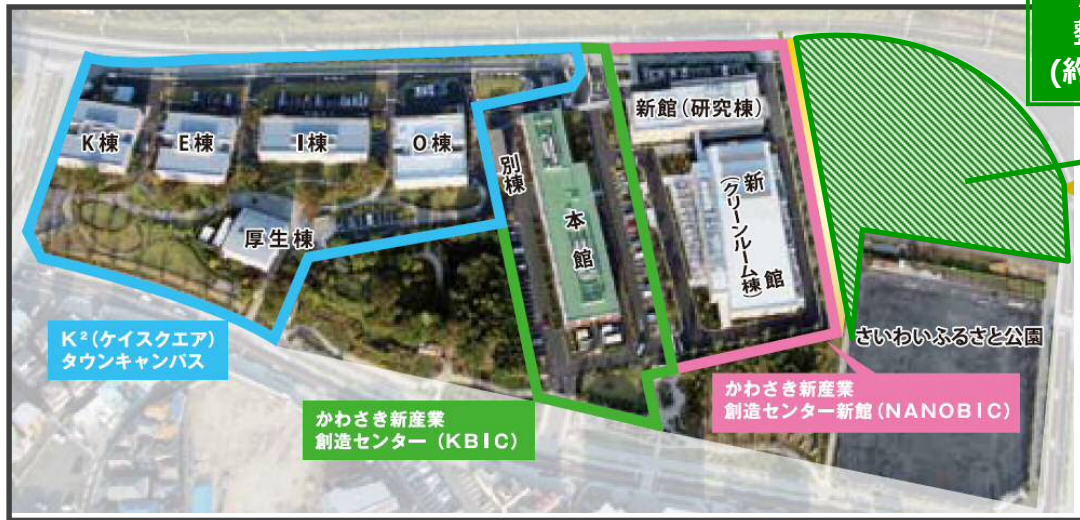 (約
新館(研究棟)
K棟
E棟
I棟
O棟
別棟
本館
新館
(クリーンルーム棟)
厚生棟
さいわいふるさと公園
K²(ケイスクエア)
タウンキャンパス
かわさき新産業
創造センター (KBIC)
かわさき新産業
創造センター新館(NANOBIC)